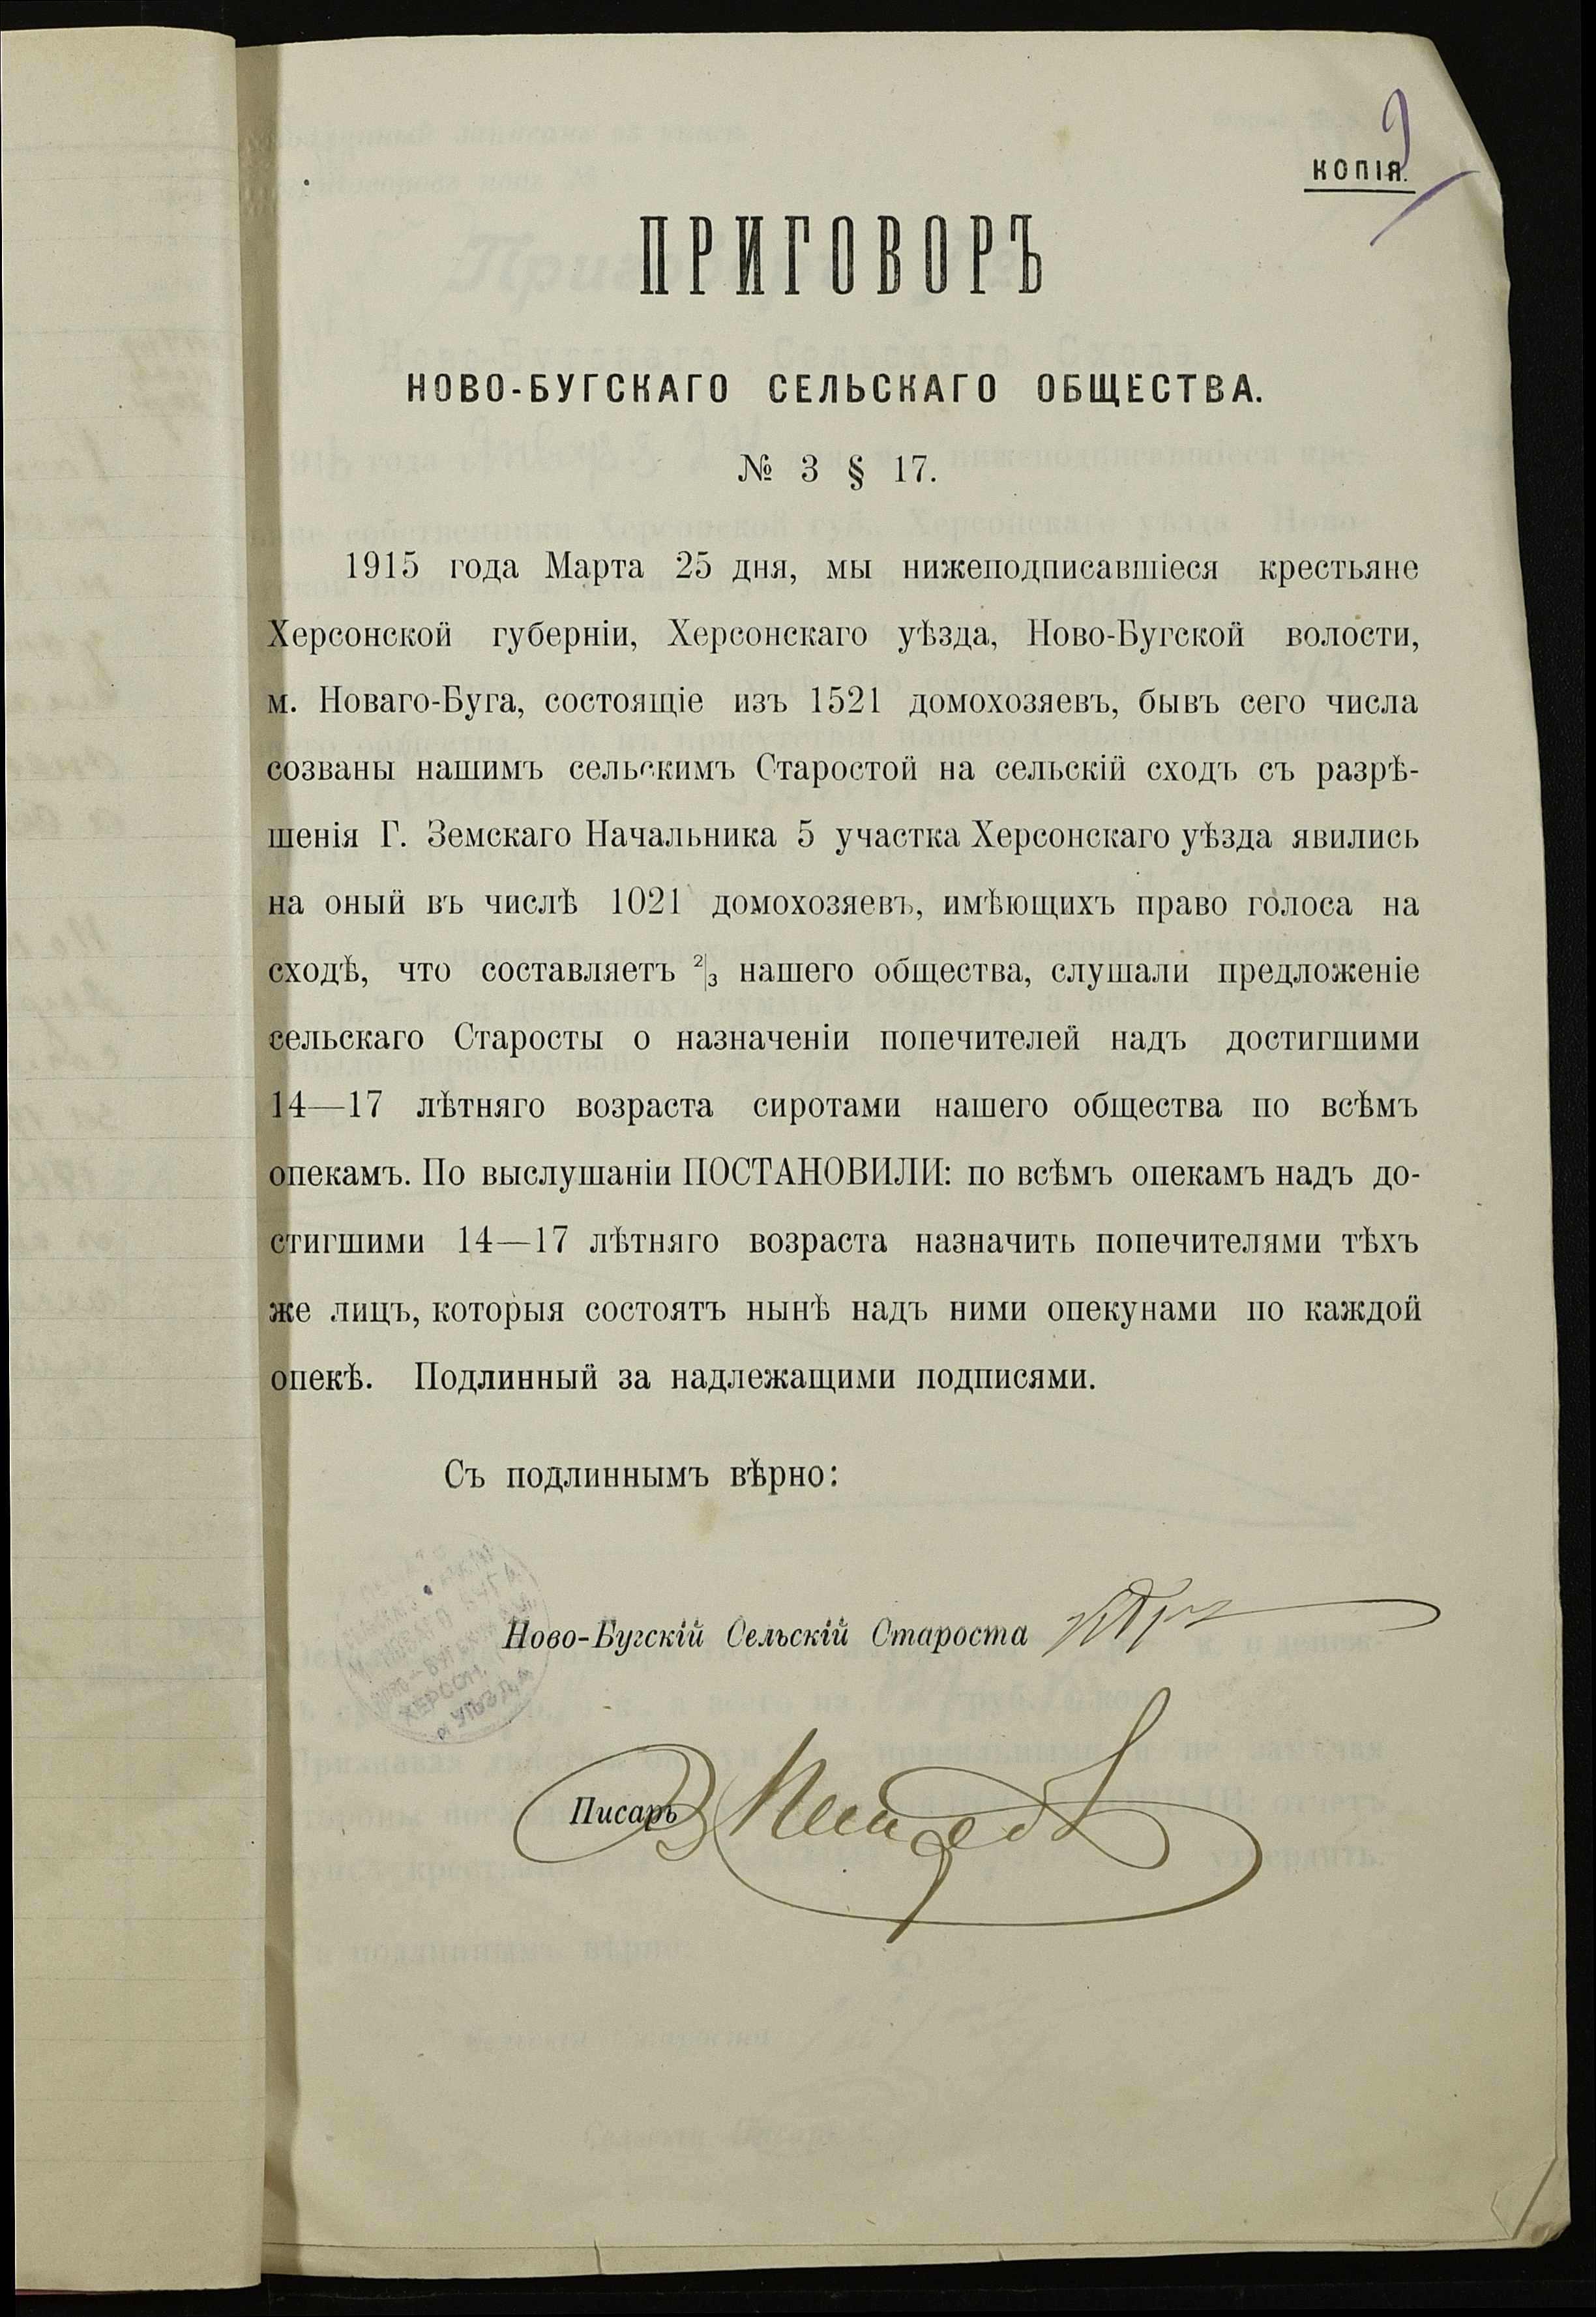 9
КОПІЯ.
ПРИГОВОРЪ
НОВО-БУГСКАГО СЕЛЬСКАГО ОБЩЕСТВА.
№ 3 § 17.
1915 года Марта 25 дня, мы нижеподписавшіеся крестьяне
Херсонской губерніи, Херсонскаго уѣзда, Ново-Бугской волости,
м. Новаго-Буга, состоящіе изъ 1521 домохозяевъ, бывъ сего числа
созваны нашимъ сельскимъ Старостой на сельскій сходъ съ разрѣ-
шенія Г. Земскаго Начальника 5 участка Херсонскаго уѣзда явились
на оный въ числѣ 1021 домохозяевъ, имѣющихъ право голоса на
сходѣ, что составляетъ 2/3 нашего общества, слушали предложеніе
сельскаго Старосты о назначеніи попечителей надъ достигшими
14—17 лѣтняго возраста сиротами нашего общества по всѣмъ
опекамъ. По выслушаніи ПОСТАНОВИЛИ: по всѣмъ опекамъ надъ до-
стигшими 14—17 лѣтняго возраста назначить попечителями тѣхъ
же лицъ, которыя состоятъ нынѣ надъ ними опекунами по каждой
опекѣ. Подлинный за надлежащими подписями.
Съ подлиннымъ вѣрно:
Ново-Бугскій Сельскій Староста
Писарь
ХЕРСОН.
УѢЗДА